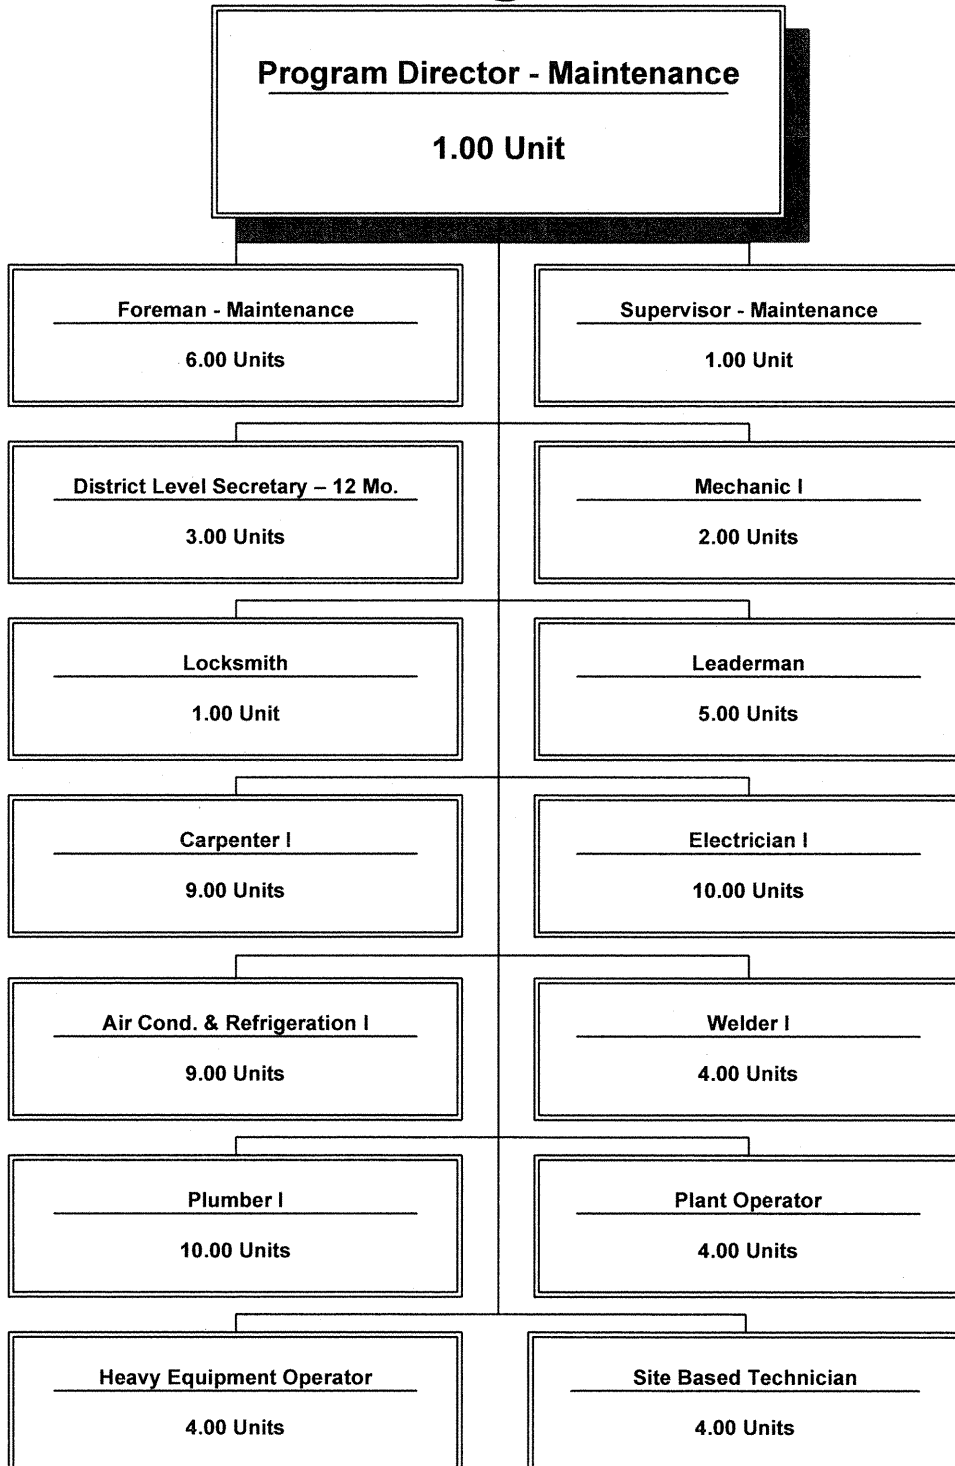 Program Director - Maintenance
1.00 Unit
Foreman - Maintenance
6.00 Units
Supervisor - Maintenance
1.00 Unit
District Level Secretary – 12 Mo.
3.00 Units
Mechanic I
2.00 Units
Locksmith
1.00 Unit
Leaderman
5.00 Units
Carpenter I
9.00 Units
Electrician I
10.00 Units
Air Cond. & Refrigeration I
9.00 Units
Welder I
4.00 Units
Plumber I
10.00 Units
Plant Operator
4.00 Units
Heavy Equipment Operator
4.00 Units
Site Based Technician
4.00 Units